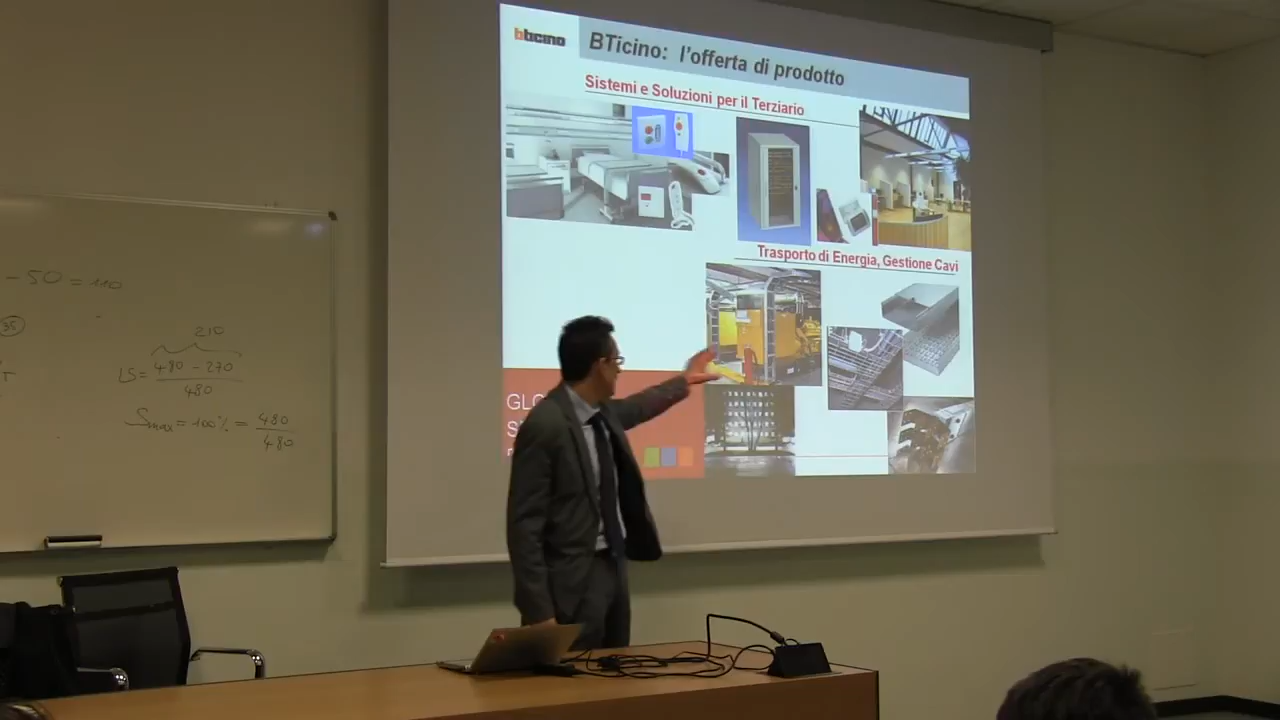 bticino
BTicino: l'offerta di prodotto
Sistemi e Soluzioni per il Terziario
Trasporto di Energia, Gestione Cavi
- 50 = 110
35
210
LS = 480 - 270
480
Smax = 100% = 480
480